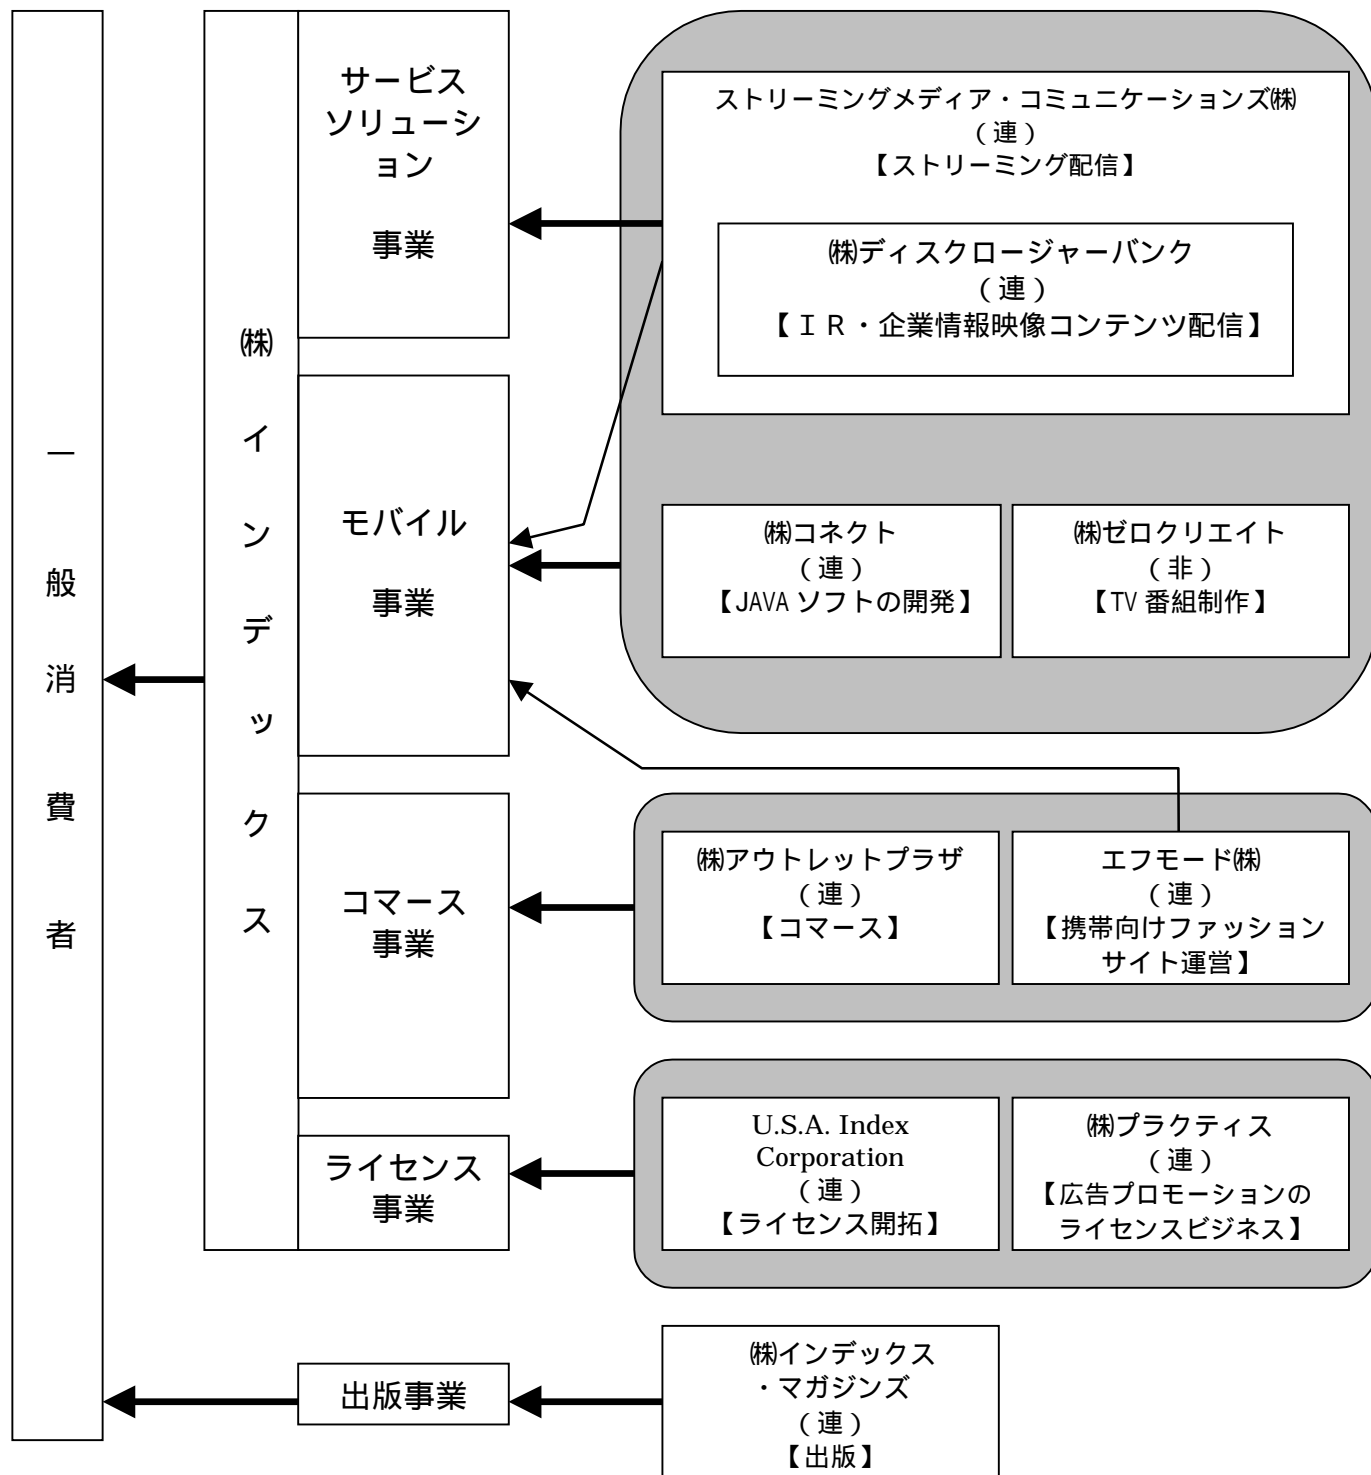 一般消費者
㈱インデックス
サービス
ソリューシ
ョン
事業
モバイル
事業
コマース
事業
ライセンス
事業
出版事業
ストリーミングメディア・コミュニケーションズ㈱
（連）
【ストリーミング配信】
㈱ディスクロージャーバンク
（連）
【ＩＲ・企業情報映像コンテンツ配信】
㈱コネクト
（連）
【JAVA ソフトの開発】
㈱ゼロクリエイト
（非）
【TV 番組制作】
㈱アウトレットプラザ
（連）
【コマース】
エフモード㈱
（連）
【携帯向けファッション
サイト運営】
U.S.A. Index
Corporation
（連）
【ライセンス開拓】
㈱プラクティス
（連）
【広告プロモーションの
ライセンスビジネス】
㈱インデックス
・マガジンズ
（連）
【出版】